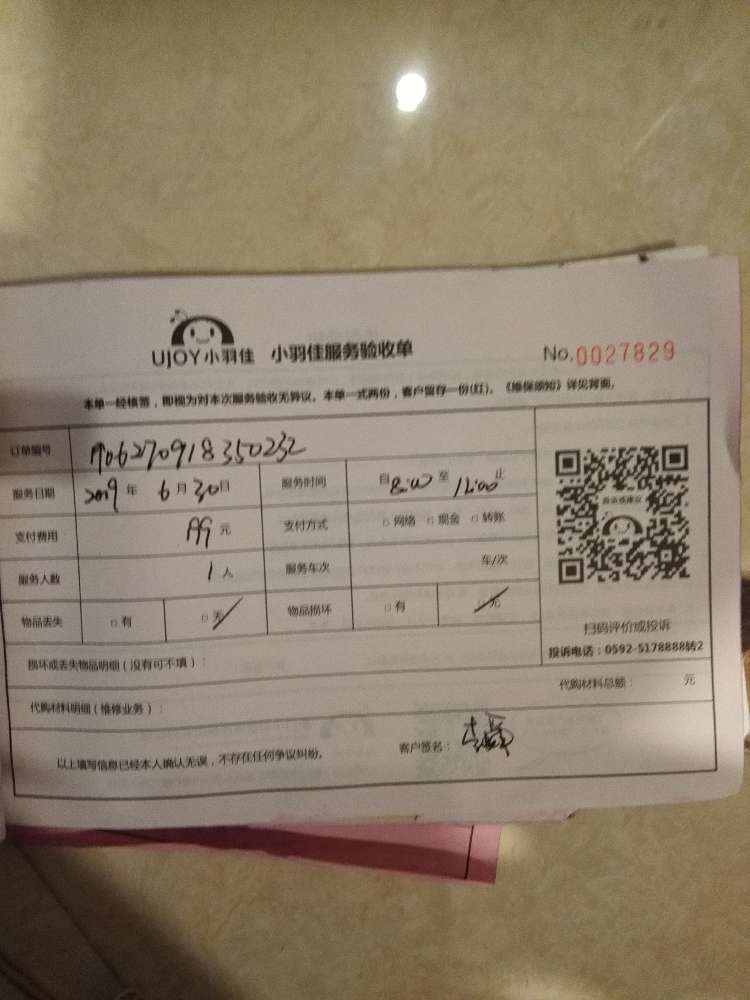 UJOY小羽佳 小羽佳服务验收单 No.0027829
本单一经核签，即视为对本次服务验收无异议。本单一式两份，客户留存一份(红)。《维保须知》详见背面。
订单编号
服务日期 2019年 6月30日 服务时间 自8:00至12:00止
支付费用 99元 支付方式 □网络 □现金 □转账
服务人数 1人 服务车次 车/次
物品丢失 □有 □无 物品损坏 □有 □无
扫码评价或投诉
投诉电话：0592-5178888转2
损坏或丢失物品明细（没有可不填）：
代购材料明细（维修业务）： 代购材料总额： 元
以上填写信息已经本人确认无误，不存在任何争议纠纷。 客户签名：